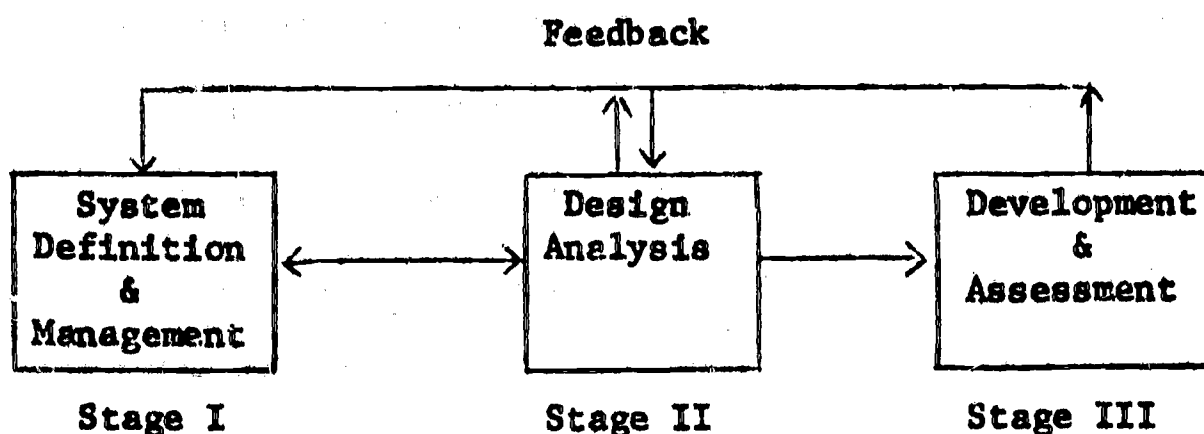 Feedback
System
Definition
&
Management
Design
Analysis
Development
&
Assessment
Stage I
Stage II
Stage III